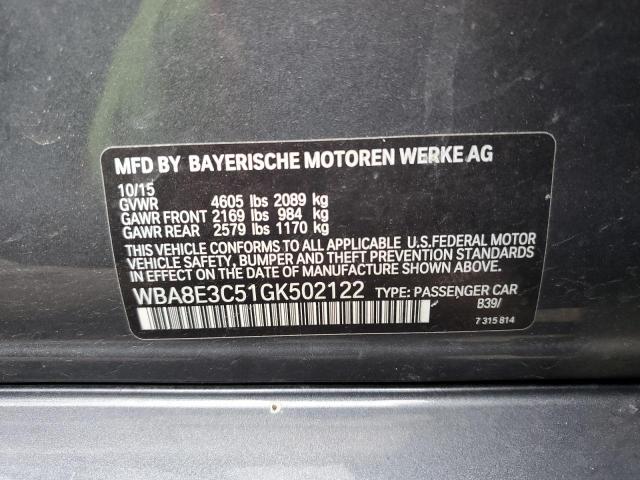 MFD BY BAYERISCHE MOTOREN WERKE AG
10/15
GVWR 4605 lbs 2089 kg
GAWR FRONT 2169 lbs 984 kg
GAWR REAR 2579 lbs 1170 kg
THIS VEHICLE CONFORMS TO ALL APPLICABLE U.S.FEDERAL MOTOR
VEHICLE SAFETY, BUMPER, AND THEFT PREVENTION STANDARDS
IN EFFECT ON THE DATE OF MANUFACTURE SHOWN ABOVE.
WBA8E3C51GK502122 TYPE: PASSENGER CAR
B39/
7 315 814